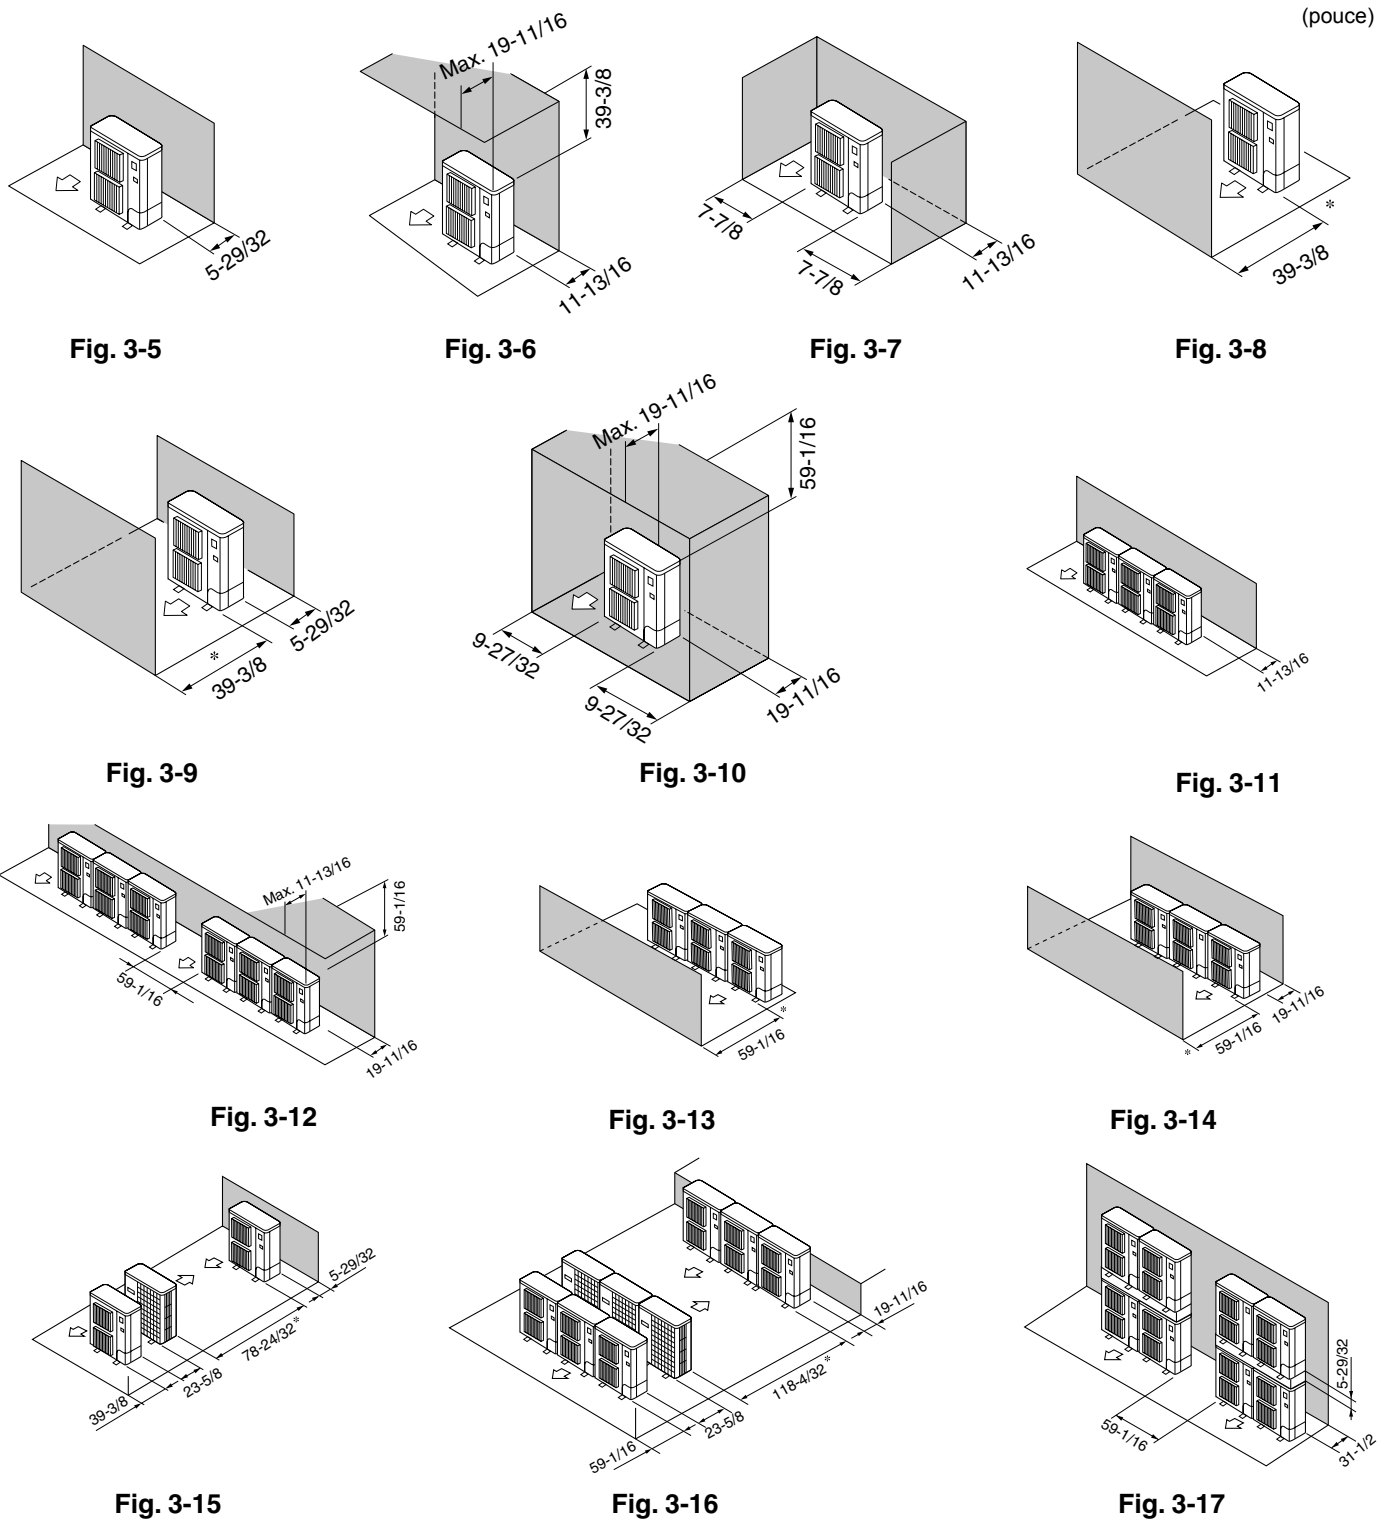 (pouce)
5-29/32
Fig. 3-5
Max. 19-11/16
39-3/8
11-13/16
Fig. 3-6
7-7/8
7-7/8
11-13/16
Fig. 3-7
*
39-3/8
Fig. 3-8
*
39-3/8
5-29/32
Fig. 3-9
Max. 19-11/16
59-1/16
9-27/32
9-27/32
19-11/16
Fig. 3-10
11-13/16
Fig. 3-11
Max. 11-13/16
59-1/16
59-1/16
19-11/16
Fig. 3-12
*
59-1/16
Fig. 3-13
*
59-1/16
19-11/16
Fig. 3-14
5-29/32
78-24/32*
23-5/8
39-3/8
Fig. 3-15
19-11/16
118-4/32*
23-5/8
59-1/16
Fig. 3-16
5-29/32
59-1/16
31-1/2
Fig. 3-17